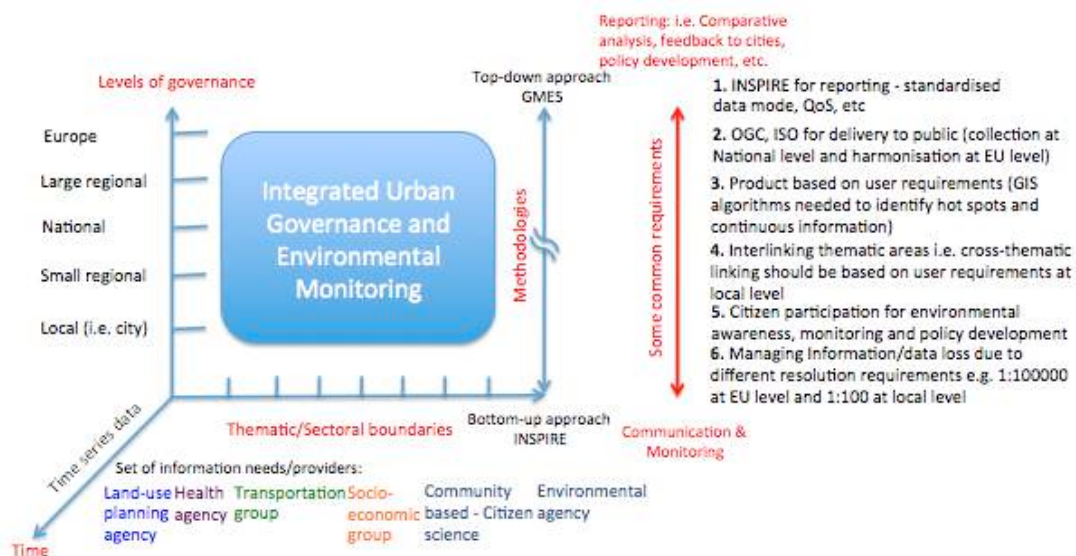 Reporting: i.e. Comparative
analysis, feedback to cities,
policy development, etc.
Levels of governance
Top-down approach
GMES
Europe
Large regional
National
Small regional
Local (i.e. city)
Integrated Urban
Governance and
Environmental
Monitoring
Methodologies
Some common requirements
1. INSPIRE for reporting - standardised
data mode, QoS, etc
2. OGC, ISO for delivery to public (collection at
National level and harmonisation at EU level)
3. Product based on user requirements (GIS
algorithms needed to identify hot spots and
continuous information)
4. Interlinking thematic areas i.e. cross-thematic
linking should be based on user requirements at
local level
5. Citizen participation for environmental
awareness, monitoring and policy development
6. Managing Information/data loss due to
different resolution requirements e.g. 1:100000
at EU level and 1:100 at local level
Thematic/Sectoral boundaries
Bottom-up approach
INSPIRE
Communication &
Monitoring
Time series data
Time
Set of information needs/providers:
Land-use
planning
agency
Health
agency
Transportation
group
Socio-
economic
group
Community
based - Citizen
science
Environmental
agency